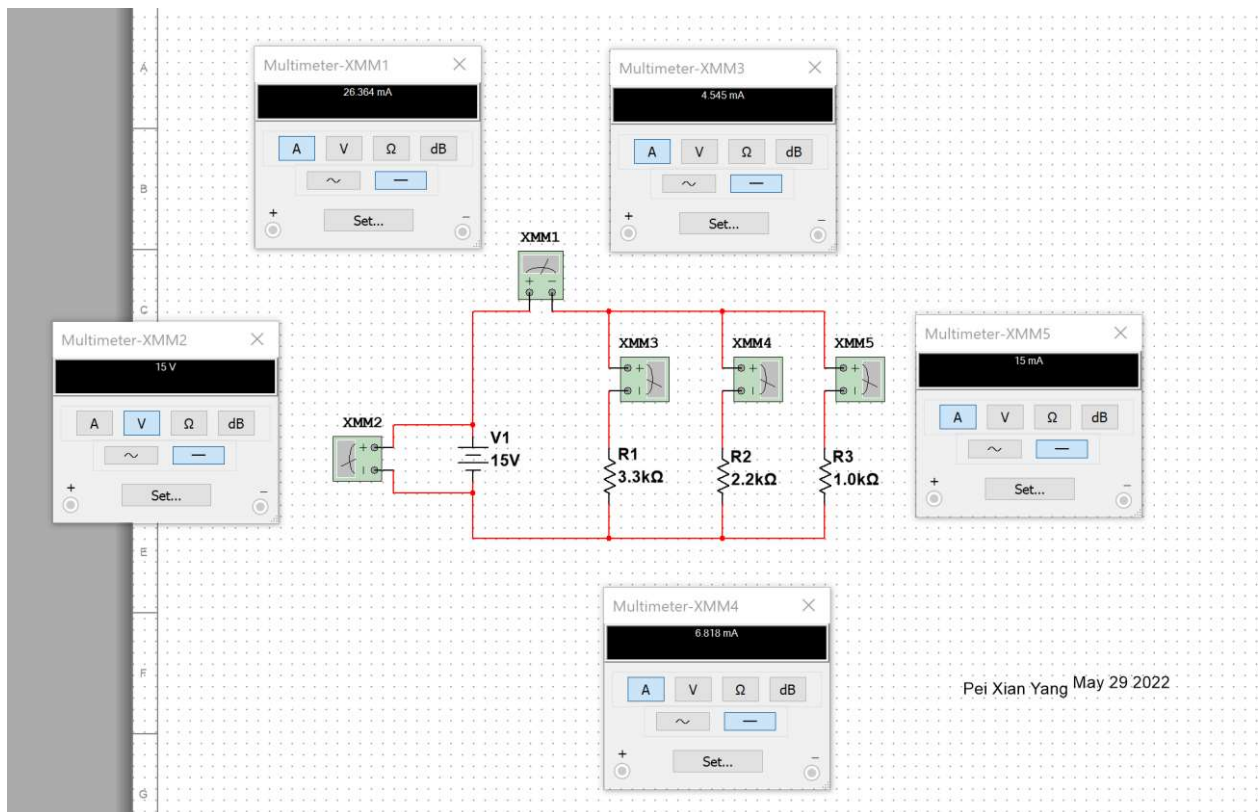 A
Multimeter-XMM1
26.364 mA
A V Ω dB
~ —
+ Set... –
Multimeter-XMM3
4.545 mA
A V Ω dB
~ —
+ Set... –
B
C
XMM1
+ –
Multimeter-XMM2
15 V
A V Ω dB
~ —
+ Set... –
XMM3
+
XMM4
+
XMM5
+
Multimeter-XMM5
15 mA
A V Ω dB
~ —
+ Set... –
XMM2
+
V1
15V
R1
3.3kΩ
R2
2.2kΩ
R3
1.0kΩ
E
Multimeter-XMM4
6.818 mA
A V Ω dB
~ —
+ Set... –
F
Pei Xian Yang May 29 2022
G